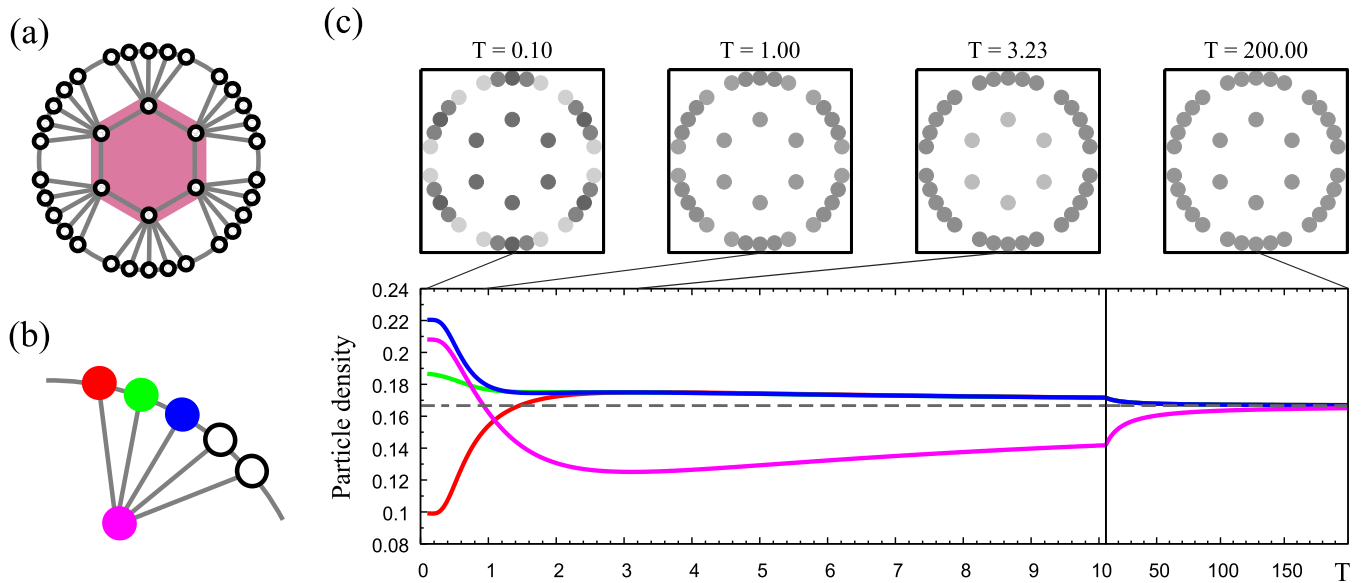 (a)
(b)
(c)
T = 0.10
T = 1.00
T = 3.23
T = 200.00
Particle density
0.24
0.22
0.2
0.18
0.16
0.14
0.12
0.1
0.08
0 1 2 3 4 5 6 7 8 9 10 50 100 150 T